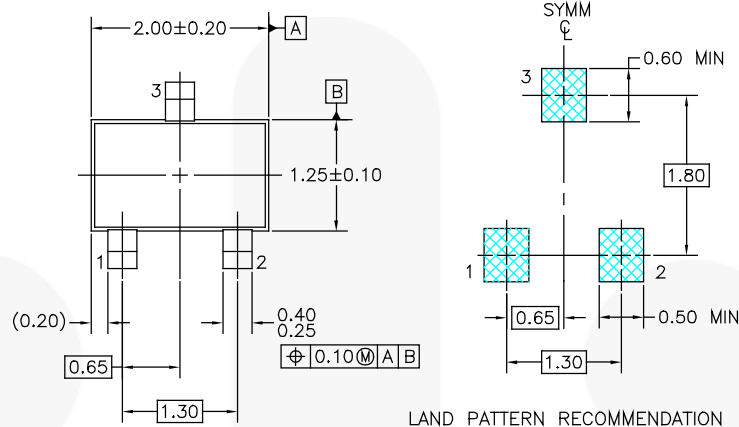 2.00±0.20
A
3
B
1.25±0.10
1
2
(0.20)
0.40
0.25
⌖ 0.10 Ⓜ A B
0.65
1.30
SYMM
℄
3
0.60 MIN
1.80
1
2
0.65
0.50 MIN
1.30
LAND PATTERN RECOMMENDATION